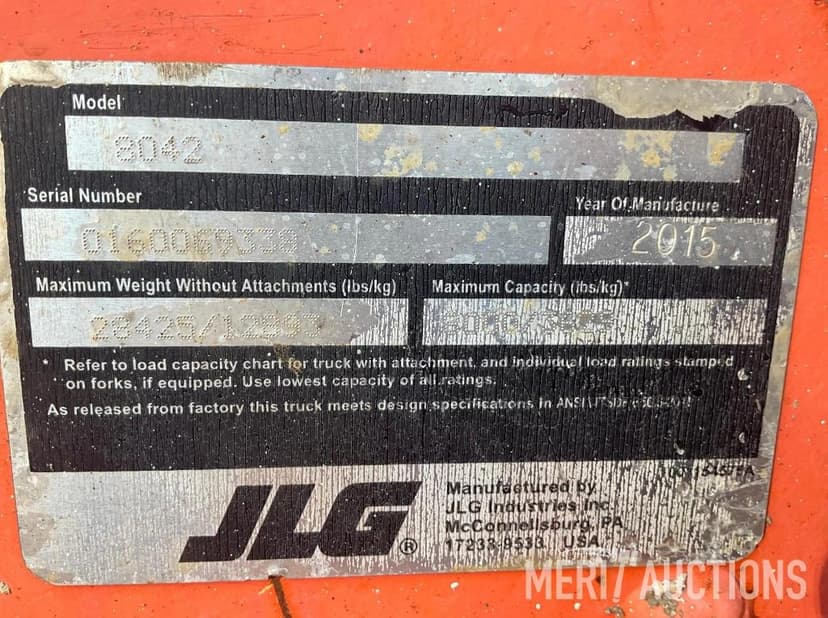 Model
8042
Serial Number
Year Of Manufacture
0160069338
2015
Maximum Weight Without Attachments (lbs/kg)
Maximum Capacity (lbs/kg)*
28425/12893
* Refer to load capacity chart for truck with attachment, and individual load ratings stamped
on forks, if equipped. Use lowest capacity of all ratings.
As released from factory this truck meets design specifications in ANSI/ITSDF
JLG®
Manufactured by
JLG Industries Inc.
McConnellsburg, PA
17233-9533 USA
MERIT AUCTIONS